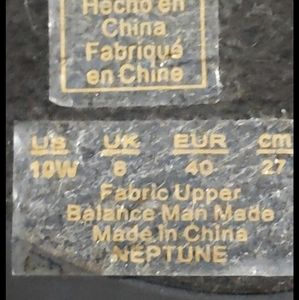 Hecho en
China
Fabriqué
en Chine
US UK EUR cm
10W 8 40 27
Fabric Upper
Balance Man Made
Made in China
NEPTUNE